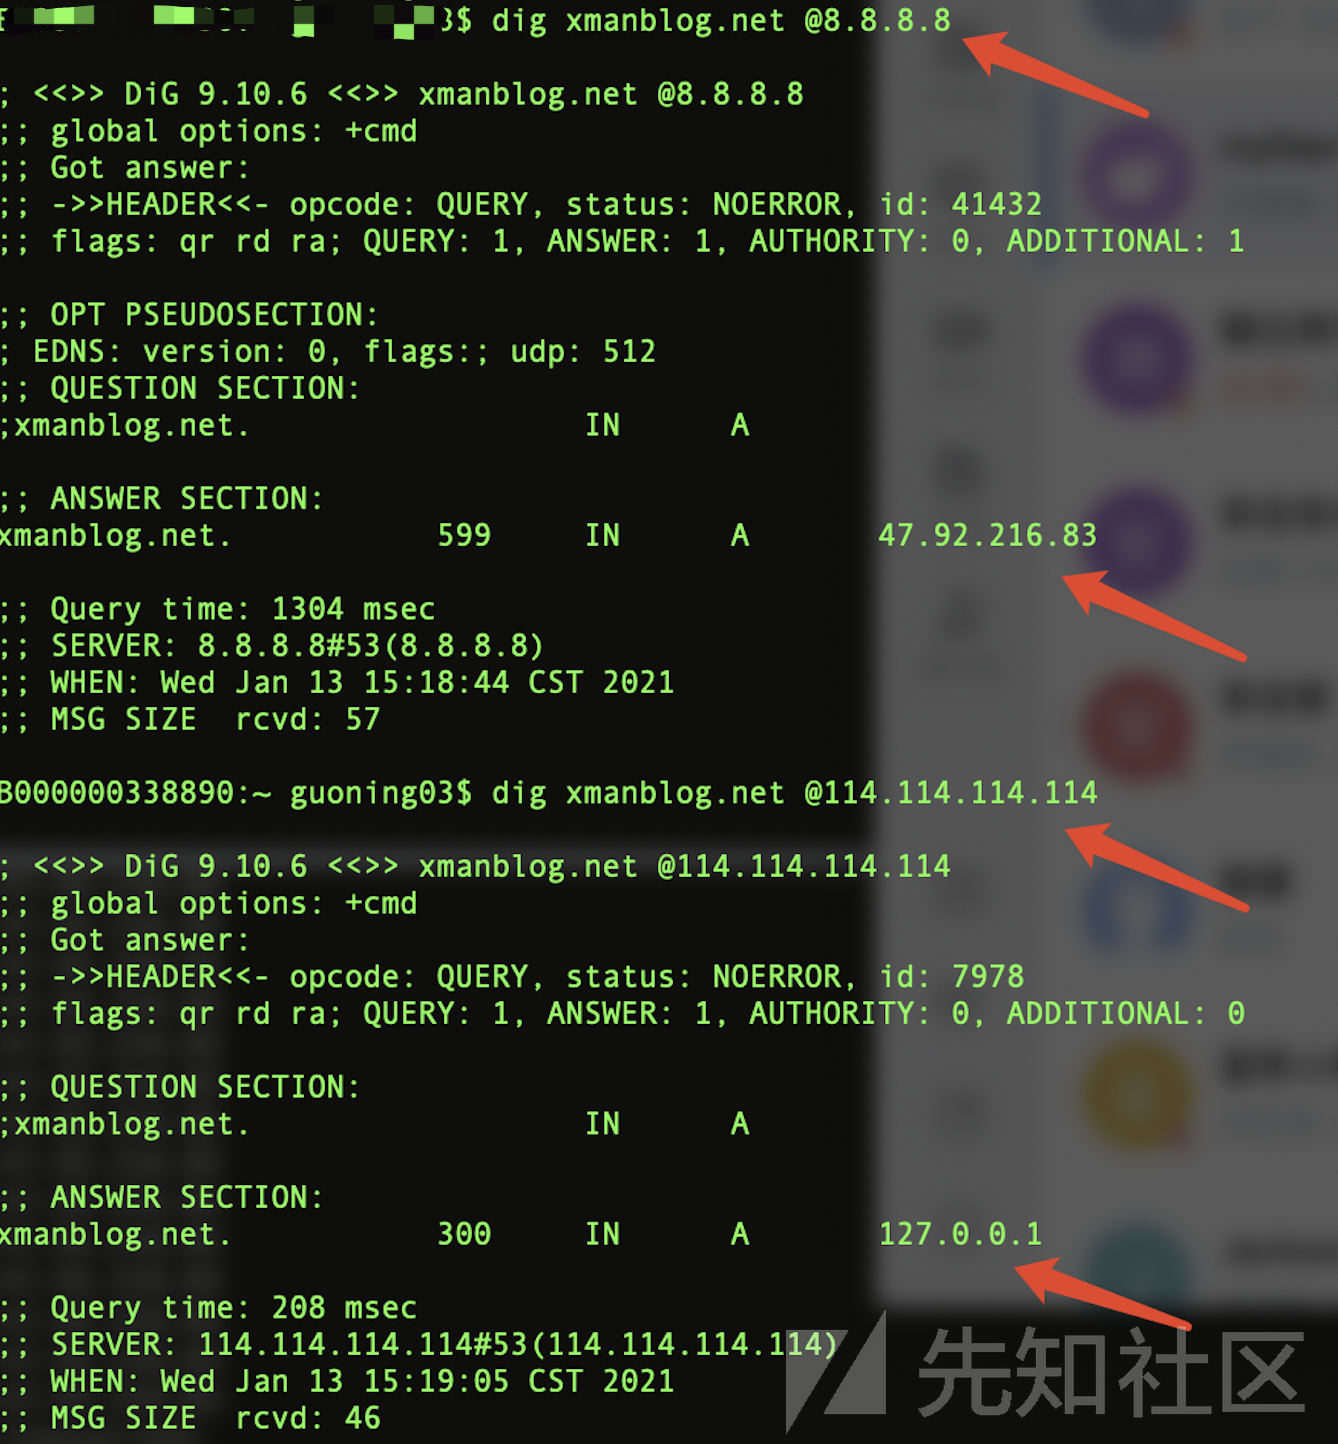 3$ dig xmanblog.net @8.8.8.8
; <<>> DiG 9.10.6 <<>> xmanblog.net @8.8.8.8
;; global options: +cmd
;; Got answer:
;; ->>HEADER<<- opcode: QUERY, status: NOERROR, id: 41432
;; flags: qr rd ra; QUERY: 1, ANSWER: 1, AUTHORITY: 0, ADDITIONAL: 1
;; OPT PSEUDOSECTION:
; EDNS: version: 0, flags:; udp: 512
;; QUESTION SECTION:
;xmanblog.net. IN A
;; ANSWER SECTION:
xmanblog.net. 599 IN A 47.92.216.83
;; Query time: 1304 msec
;; SERVER: 8.8.8.8#53(8.8.8.8)
;; WHEN: Wed Jan 13 15:18:44 CST 2021
;; MSG SIZE rcvd: 57
B000000338890:~ guoning03$ dig xmanblog.net @114.114.114.114
; <<>> DiG 9.10.6 <<>> xmanblog.net @114.114.114.114
;; global options: +cmd
;; Got answer:
;; ->>HEADER<<- opcode: QUERY, status: NOERROR, id: 7978
;; flags: qr rd ra; QUERY: 1, ANSWER: 1, AUTHORITY: 0, ADDITIONAL: 0
;; QUESTION SECTION:
;xmanblog.net. IN A
;; ANSWER SECTION:
xmanblog.net. 300 IN A 127.0.0.1
;; Query time: 208 msec
;; SERVER: 114.114.114.114#53(114.114.114.114)
;; WHEN: Wed Jan 13 15:19:05 CST 2021
;; MSG SIZE rcvd: 46
先知社区